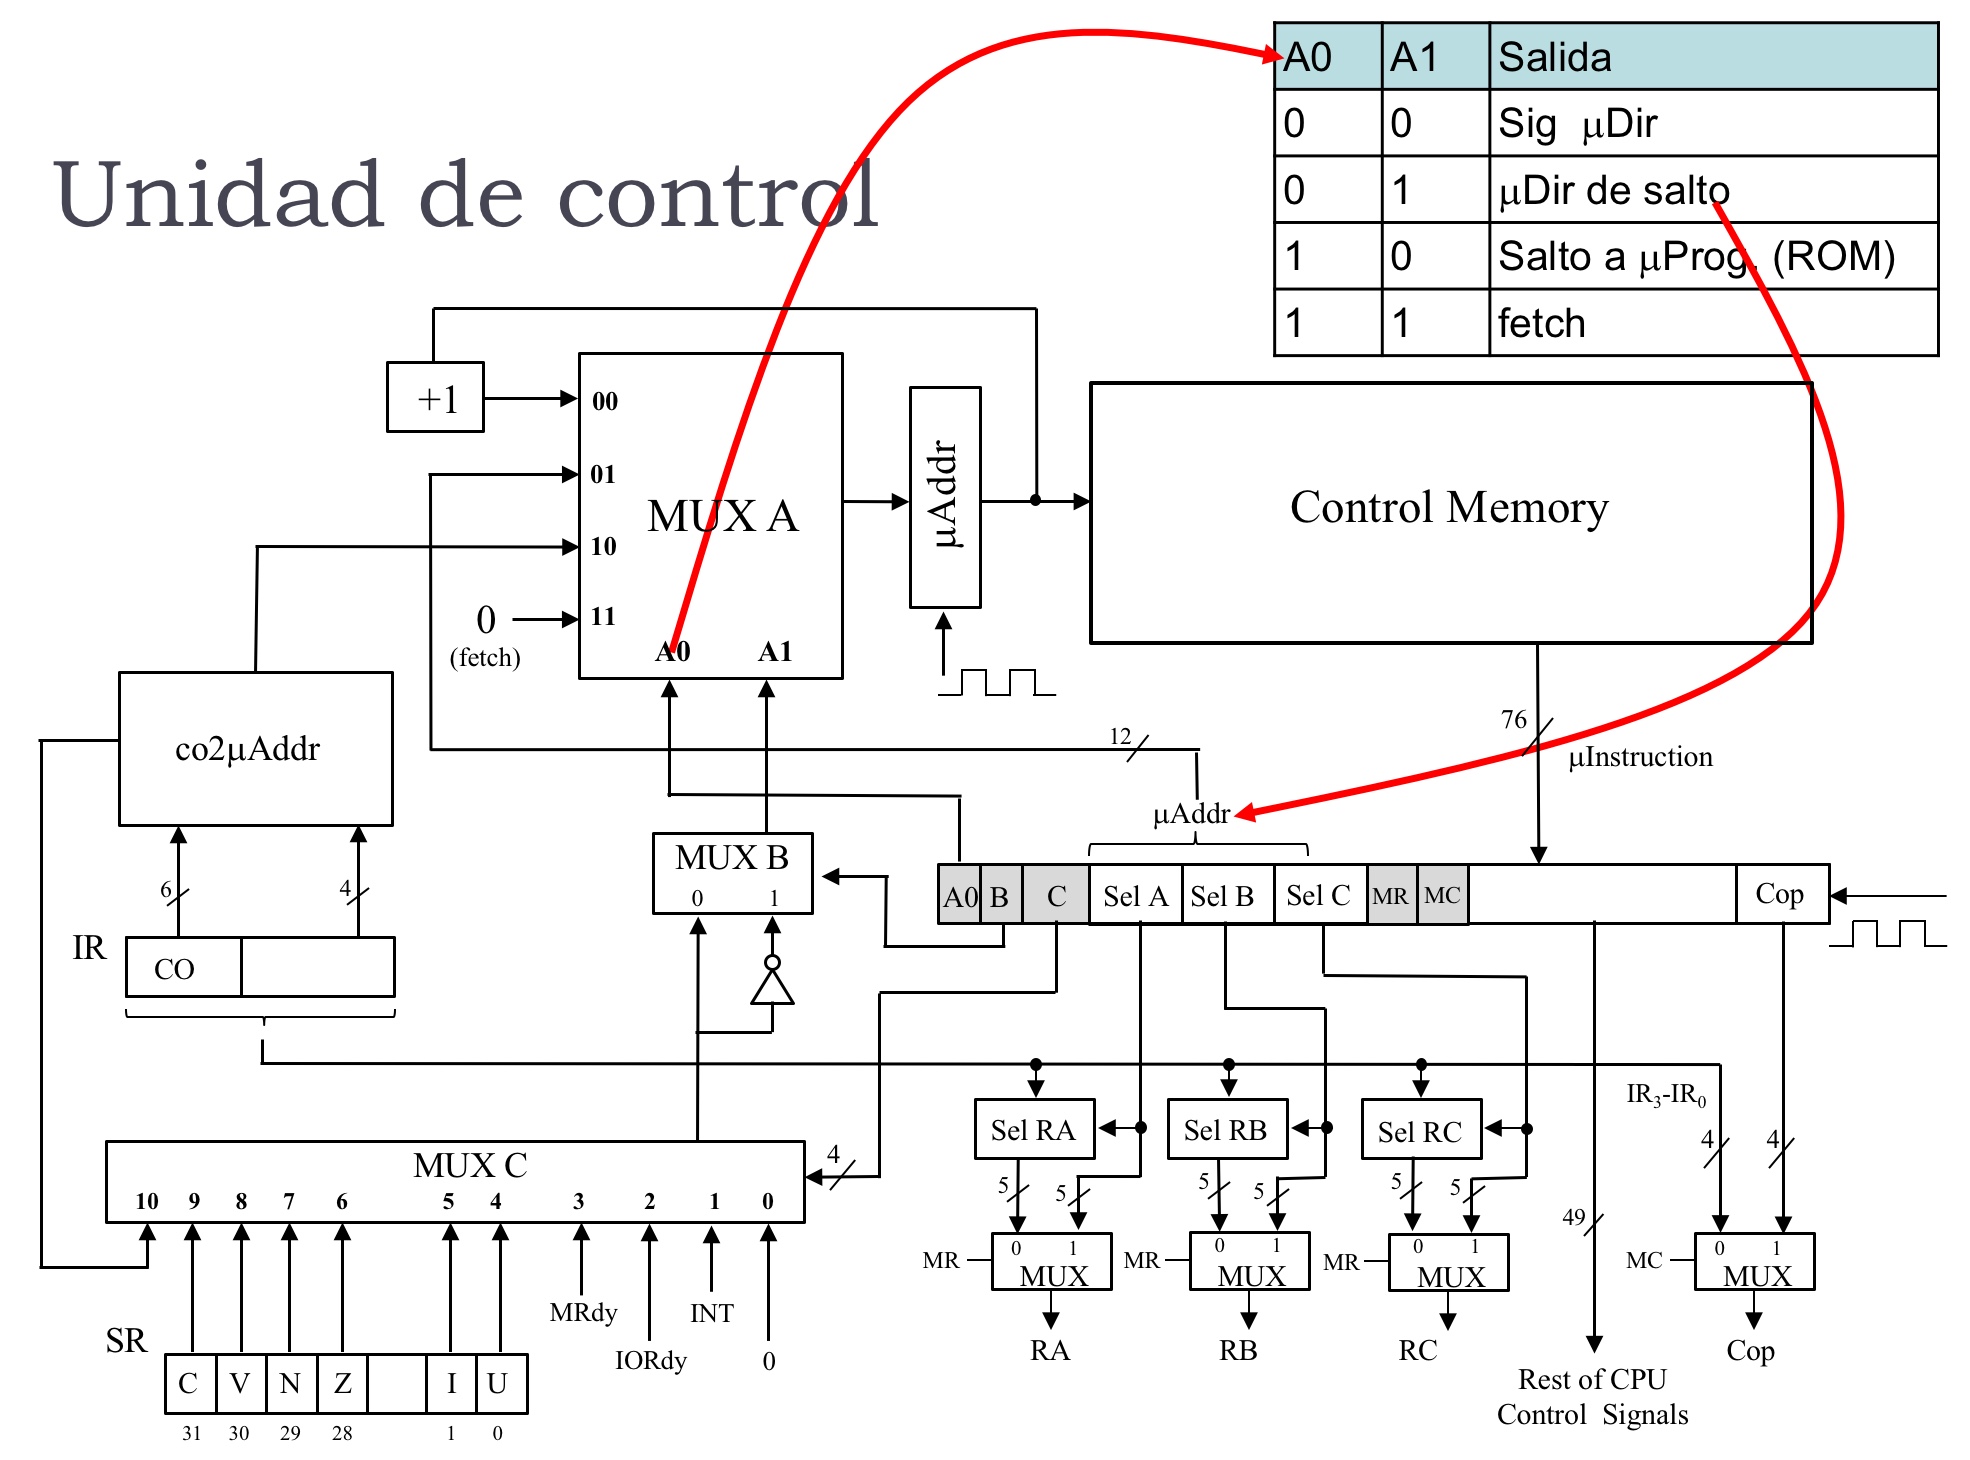 A0 A1 Salida
0 0 Sig μDir
0 1 μDir de salto
1 0 Salto a μProg. (ROM)
1 1 fetch
Unidad de control
+1
00
01
10
11
MUX A
A0 A1
0
(fetch)
μAddr
Control Memory
co2μAddr
12
76
μInstruction
μAddr
MUX B
0 1
A0 B C Sel A Sel B Sel C MR MC Cop
6 4
IR
CO
IR3-IR0
Sel RA Sel RB Sel RC
4 4
MUX C
4
10 9 8 7 6 5 4 3 2 1 0
5 5 5 5 5 5
49
MR 0 1 MUX
MR 0 1 MUX
MR 0 1 MUX
MC 0 1 MUX
MRdy INT
IORdy 0
RA RB RC Cop
SR
C V N Z I U
31 30 29 28 1 0
Rest of CPU
Control Signals